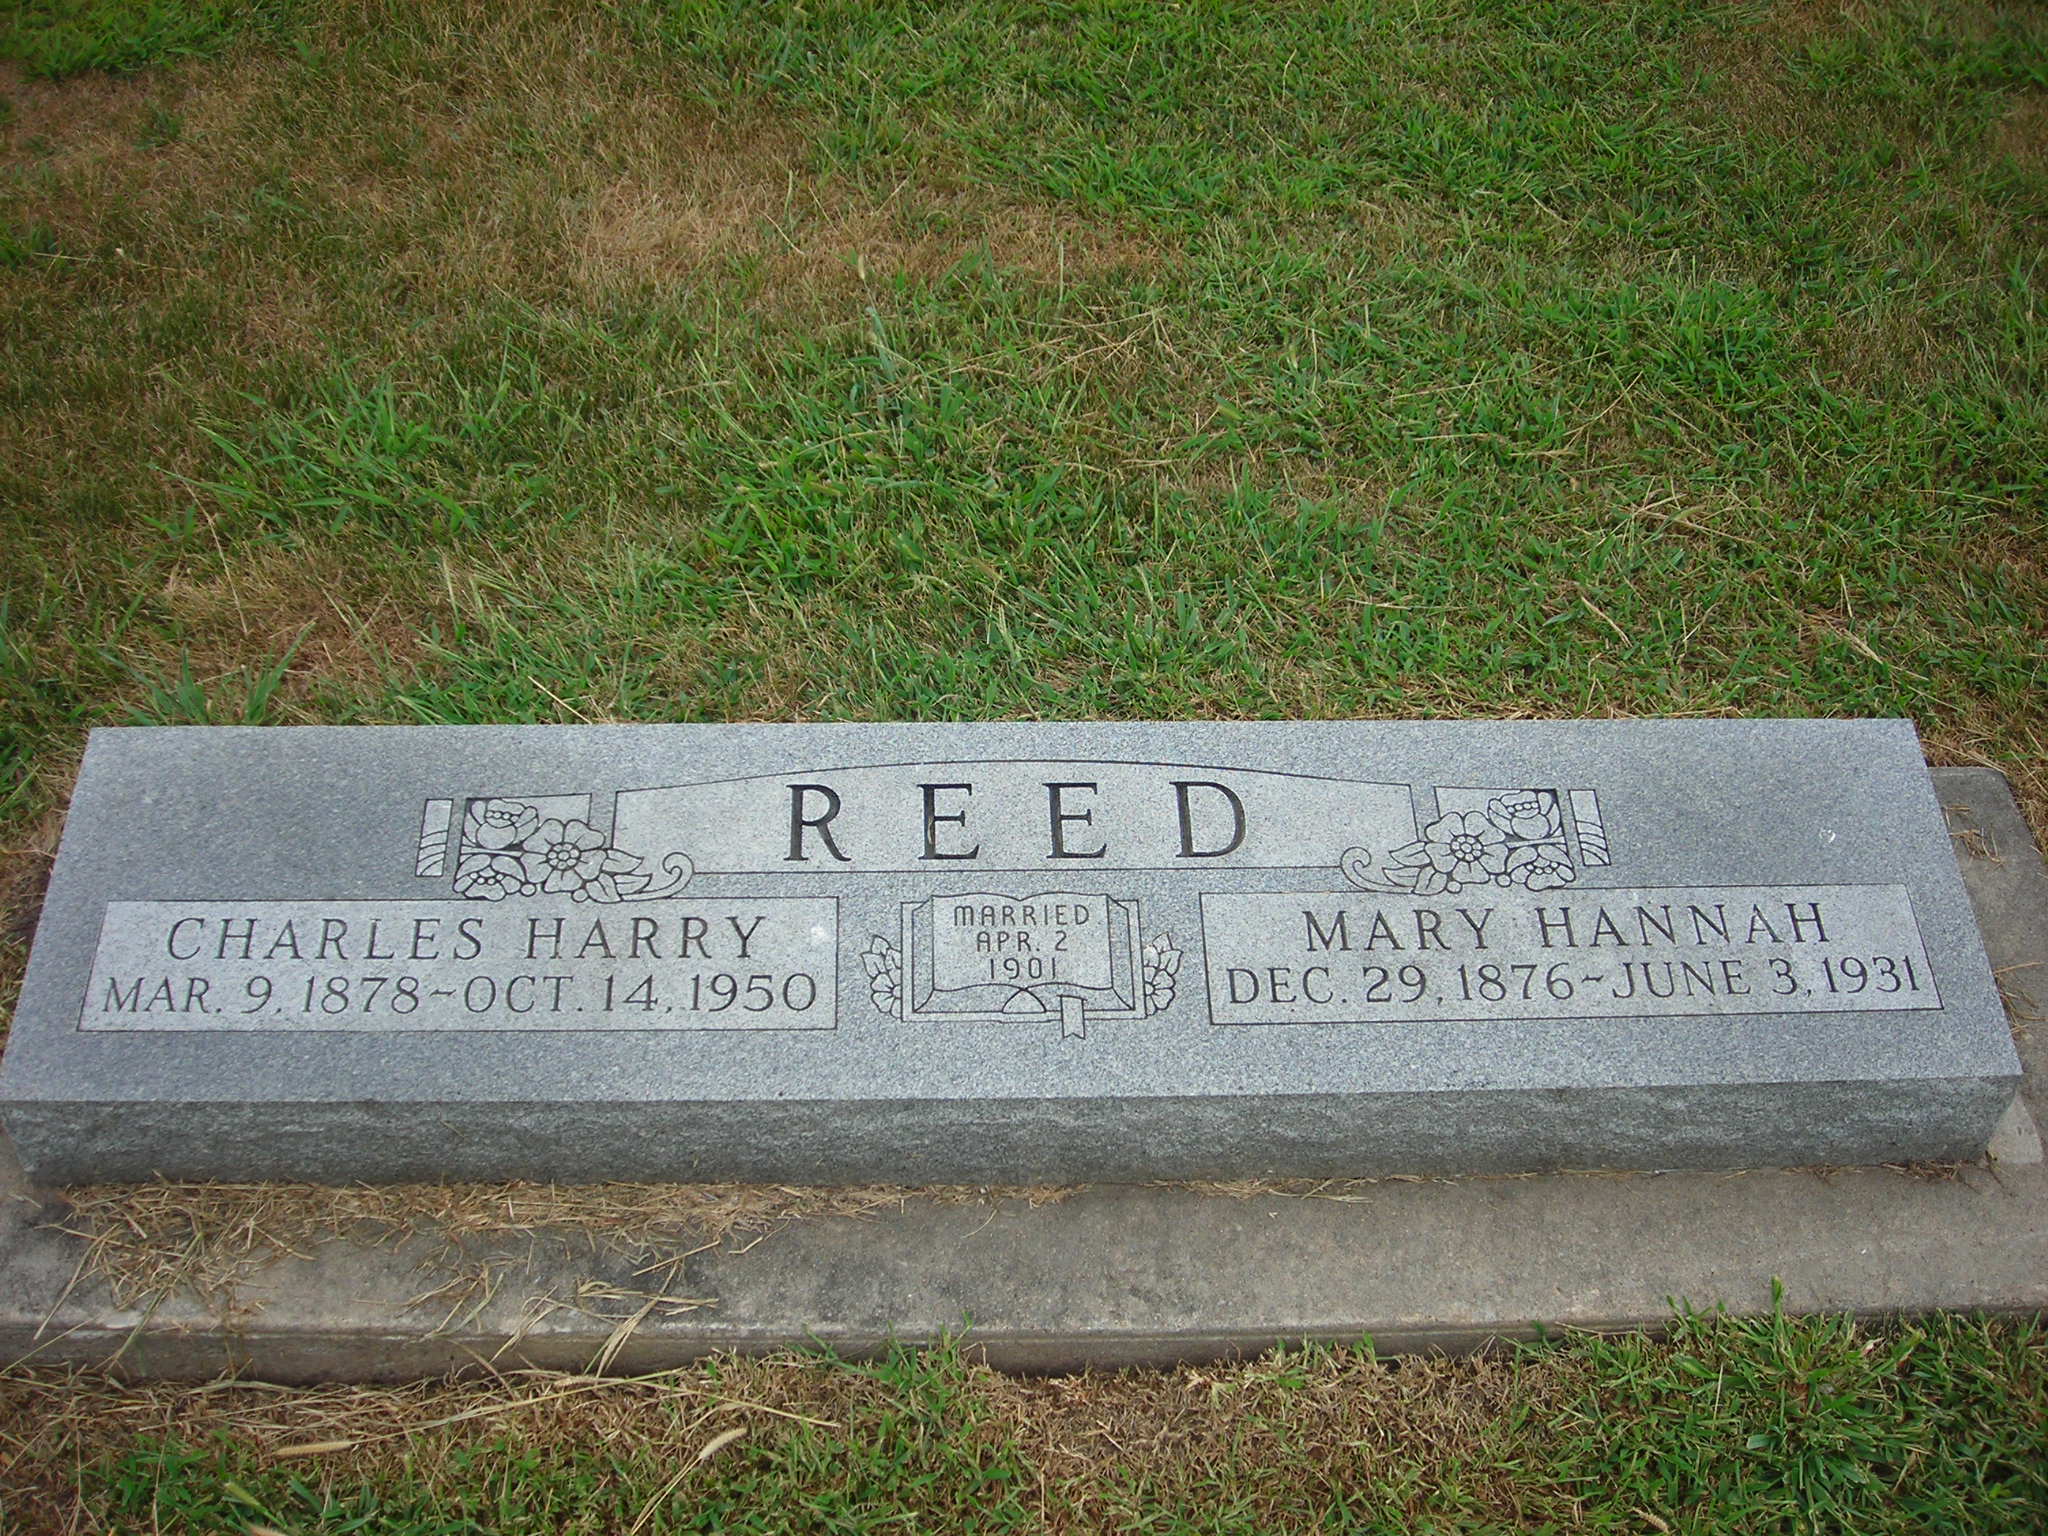 REED
CHARLES HARRY
MAR. 9, 1878~OCT. 14, 1950
MARRIED
APR. 2
1901
MARY HANNAH
DEC. 29, 1876~JUNE 3, 1931